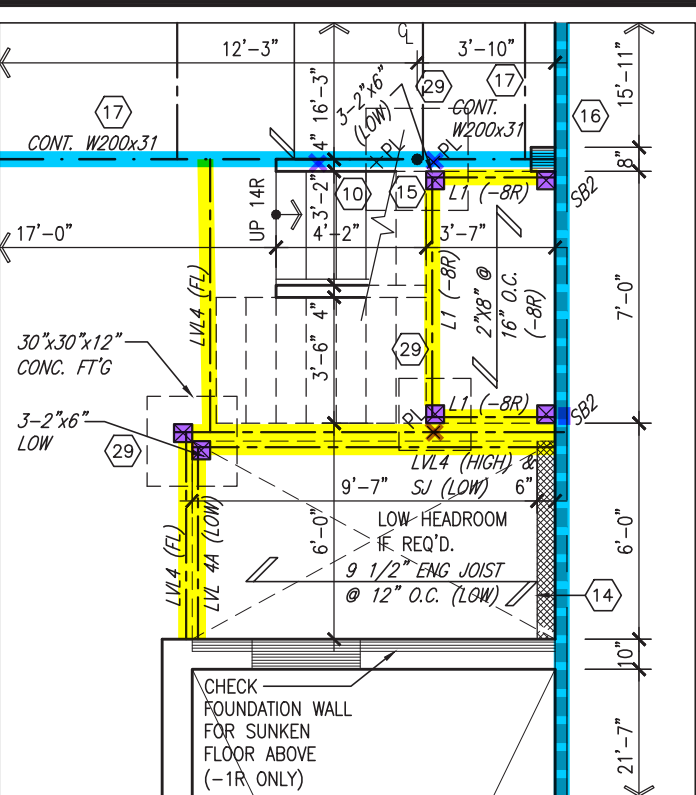 CL
12'-3"
3'-10"
15'-11"
16'-3"
17
29
17
16
3-2"x6"
(LOW)
CONT.
W200x31
CONT. W200x31
4"
PL
PL
8"
UP 14R
3'-2"
10
15
L1 (-8R)
SB2
17'-0"
4'-2"
3'-7"
LVL4 (FL)
L1 (-8R)
2"X8" @
16" O.C.
(-8R)
7'-0"
4"
30"x30"x12"
CONC. FT'G
3'-6"
29
3-2"x6"
LOW
29
PL
L1 (-8R)
SB2
LVL4 (HIGH) &
SJ (LOW)
9'-7"
6"
LVL4 (FL)
LVL 4A (LOW)
6'-0"
LOW HEADROOM
IF REQ'D.
6'-0"
9 1/2" ENG JOIST
@ 12" O.C. (LOW)
14
10"
CHECK
FOUNDATION WALL
FOR SUNKEN
FLOOR ABOVE
(-1R ONLY)
21'-7"